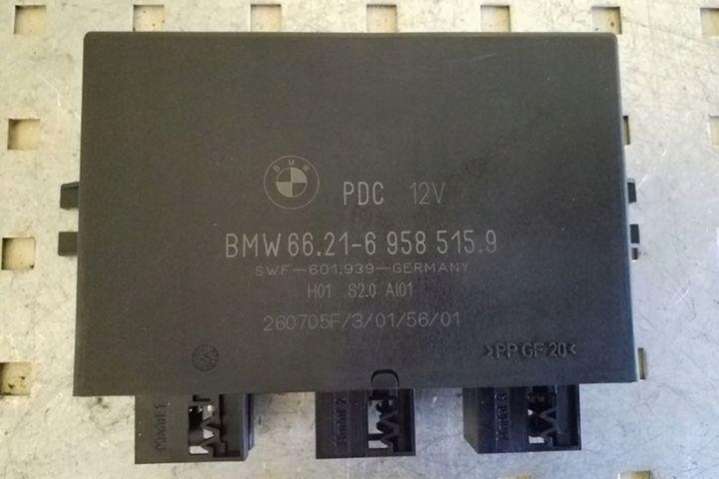 BMW
PDC 12V
BMW 66.21-6 958 515.9
SWF-601.939-GERMANY
H01 S2.0 AI01
260705F/3/01/56/01
>PP GF 20<